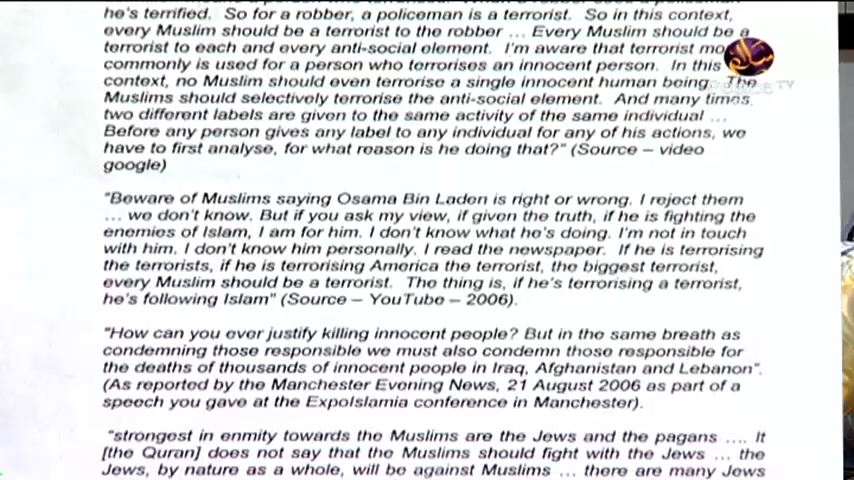 he's terrified. So for a robber, a policeman is a terrorist. So in this context,
every Muslim should be a terrorist to the robber ... Every Muslim should be a
terrorist to each and every anti-social element. I'm aware that terrorist mo
commonly is used for a person who terrorises an innocent person. In this
context, no Muslim should even terrorise a single innocent human being. The
Muslims should selectively terrorise the anti-social element. And many times,
two different labels are given to the same activity of the same individual ...
Before any person gives any label to any individual for any of his actions, we
have to first analyse, for what reason is he doing that?" (Source – video
google)
"Beware of Muslims saying Osama Bin Laden is right or wrong. I reject them
... we don't know. But if you ask my view, if given the truth, if he is fighting the
enemies of Islam, I am for him. I don't know what he's doing. I'm not in touch
with him. I don't know him personally. I read the newspaper. If he is terrorising
the terrorists, if he is terrorising America the terrorist, the biggest terrorist,
every Muslim should be a terrorist. The thing is, if he's terrorising a terrorist,
he's following Islam" (Source – YouTube – 2006).
"How can you ever justify killing innocent people? But in the same breath as
condemning those responsible we must also condemn those responsible for
the deaths of thousands of innocent people in Iraq, Afghanistan and Lebanon".
(As reported by the Manchester Evening News, 21 August 2006 as part of a
speech you gave at the ExpoIslamia conference in Manchester).
"strongest in enmity towards the Muslims are the Jews and the pagans .... It
[the Quran] does not say that the Muslims should fight with the Jews ... the
Jews, by nature as a whole, will be against Muslims ... there are many Jews